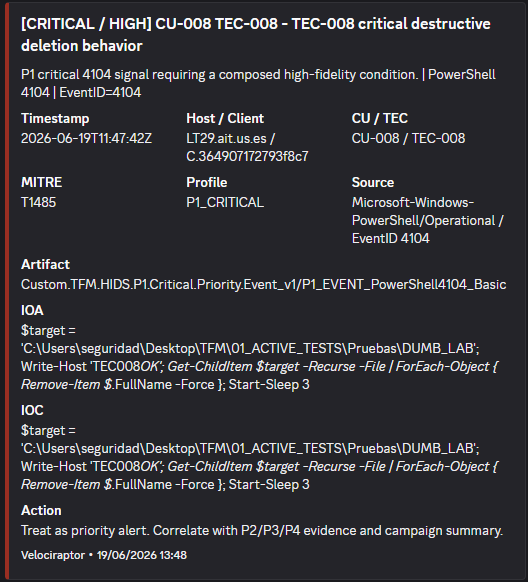 [CRITICAL / HIGH] CU-008 TEC-008 - TEC-008 critical destructive
deletion behavior
P1 critical 4104 signal requiring a composed high-fidelity condition. | PowerShell
4104 | EventID=4104
Timestamp
2026-06-19T11:47:42Z
Host / Client
LT29.ait.us.es /
C.364907172793f8c7
CU / TEC
CU-008 / TEC-008
MITRE
T1485
Profile
P1_CRITICAL
Source
Microsoft-Windows-
PowerShell/Operational /
EventID 4104
Artifact
Custom.TFM.HIDS.P1.Critical.Priority.Event_v1/P1_EVENT_PowerShell4104_Basic
IOA
$target =
'C:\Users\seguridad\Desktop\TFM\01_ACTIVE_TESTS\Pruebas\DUMB_LAB';
Write-Host 'TEC008OK'; Get-ChildItem $target -Recurse -File | ForEach-Object {
Remove-Item $.FullName -Force }; Start-Sleep 3
IOC
$target =
'C:\Users\seguridad\Desktop\TFM\01_ACTIVE_TESTS\Pruebas\DUMB_LAB';
Write-Host 'TEC008OK'; Get-ChildItem $target -Recurse -File | ForEach-Object {
Remove-Item $.FullName -Force }; Start-Sleep 3
Action
Treat as priority alert. Correlate with P2/P3/P4 evidence and campaign summary.
Velociraptor • 19/06/2026 13:48